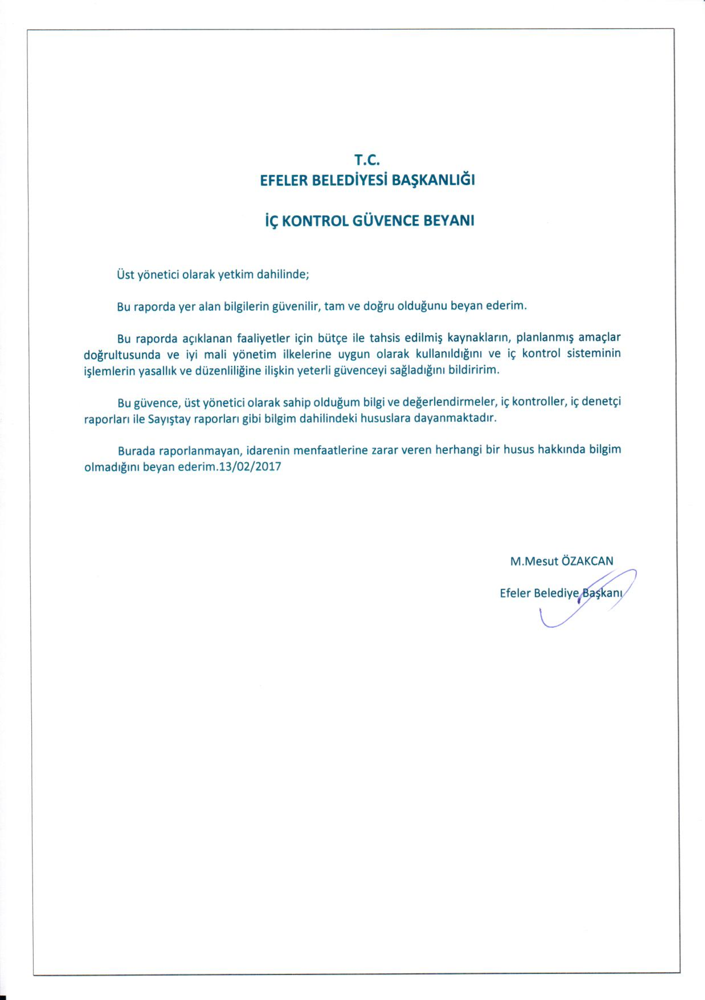 T.C.
EFELER BELEDİYESİ BAŞKANLIĞI
İÇ KONTROL GÜVENCE BEYANI
Üst yönetici olarak yetkim dahilinde;
Bu raporda yer alan bilgilerin güvenilir, tam ve doğru olduğunu beyan ederim.
Bu raporda açıklanan faaliyetler için bütçe ile tahsis edilmiş kaynakların, planlanmış amaçlar
doğrultusunda ve iyi mali yönetim ilkelerine uygun olarak kullanıldığını ve iç kontrol sisteminin
işlemlerin yasallık ve düzenliliğine ilişkin yeterli güvenceyi sağladığını bildiririm.
Bu güvence, üst yönetici olarak sahip olduğum bilgi ve değerlendirmeler, iç kontroller, iç denetçi
raporları ile Sayıştay raporları gibi bilgim dahilindeki hususlara dayanmaktadır.
Burada raporlanmayan, idarenin menfaatlerine zarar veren herhangi bir husus hakkında bilgim
olmadığını beyan ederim.13/02/2017
M.Mesut ÖZAKCAN
Efeler Belediye Başkanı